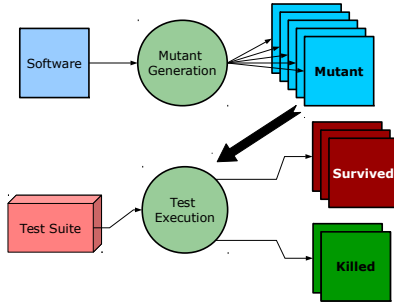 Software
Mutant
Generation
Mutant
Survived
Test Suite
Test
Execution
Killed